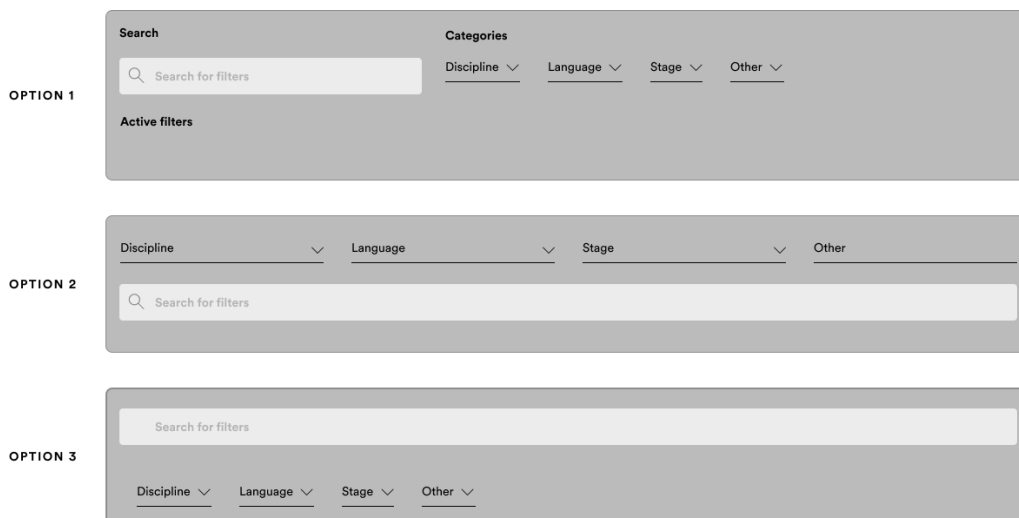 Search
Categories
Search for filters
Discipline Language Stage Other
OPTION 1
Active filters
Discipline Language Stage Other
OPTION 2
Search for filters
Search for filters
OPTION 3
Discipline Language Stage Other